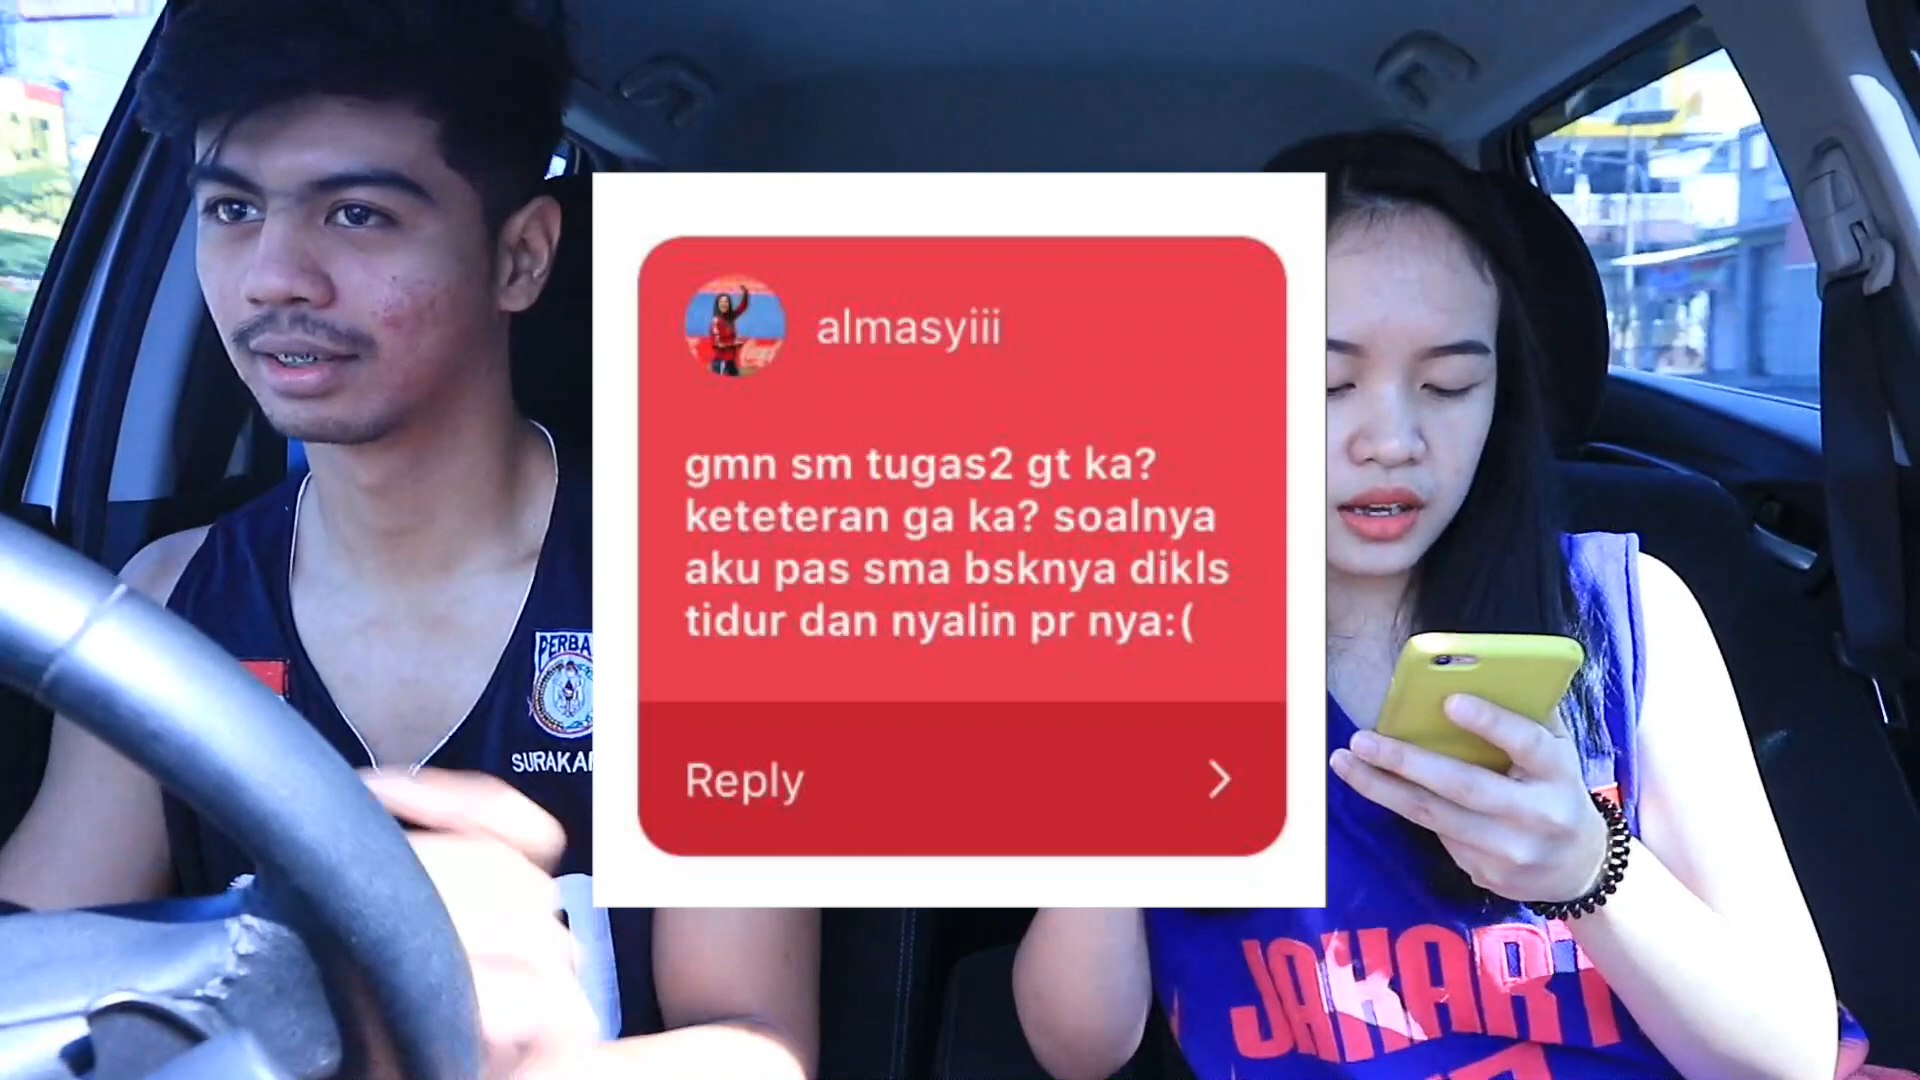 almasyiii
gmn sm tugas2 gt ka?
keteteran ga ka? soalnya
aku pas sma bsknya dikls
tidur dan nyalin pr nya:(
Reply
PERBA
SURAKA
JAKART